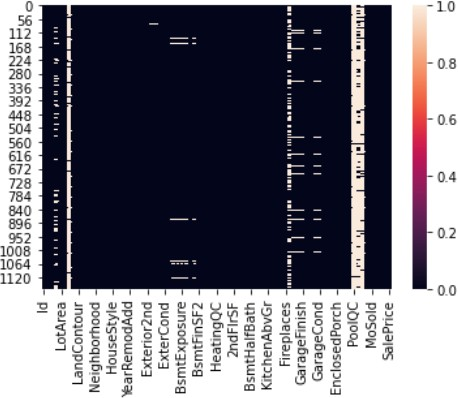 0
56
112
168
224
280
336
392
448
504
560
616
672
728
784
840
896
952
1008
1064
1120
Id
LotArea
LandContour
Neighborhood
HouseStyle
YearRemodAdd
Exterior2nd
ExterCond
BsmtExposure
BsmtFinSF2
HeatingQC
2ndFlrSF
BsmtHalfBath
KitchenAbvGr
Fireplaces
GarageFinish
GarageCond
EnclosedPorch
PoolQC
MoSold
SalePrice
1.0
0.8
0.6
0.4
0.2
0.0